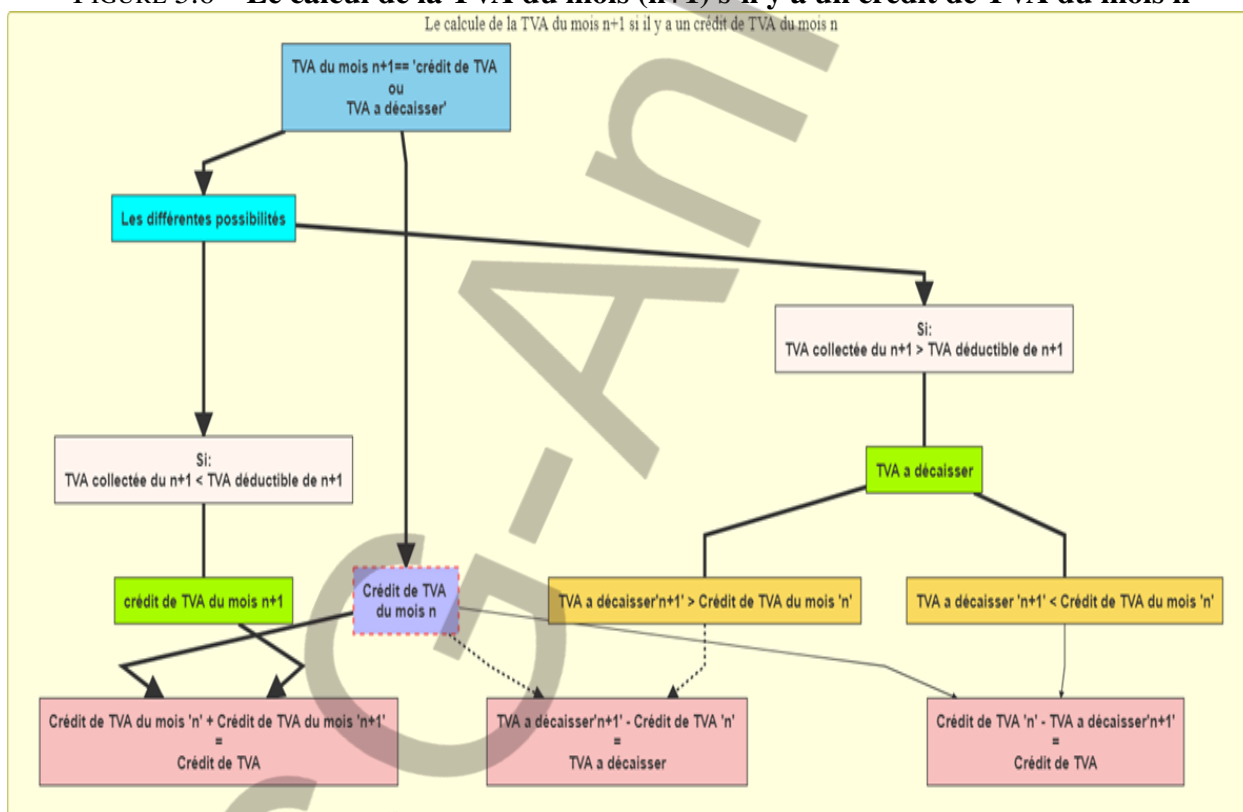 Le calcule de la TVA du mois n+1 si il y a un crédit de TVA du mois n
TVA du mois n+1== 'crédit de TVA
ou
TVA a décaisser'
Les différentes possibilités
Si:
TVA collectée du n+1 > TVA déductible de n+1
Si:
TVA collectée du n+1 < TVA déductible de n+1
TVA a décaisser
crédit de TVA du mois n+1
Crédit de TVA
du mois n
TVA a décaisser'n+1' > Crédit de TVA du mois 'n'
TVA a décaisser 'n+1' < Crédit de TVA du mois 'n'
Crédit de TVA du mois 'n' + Crédit de TVA du mois 'n+1'
=
Crédit de TVA
TVA a décaisser'n+1' - Crédit de TVA 'n'
=
TVA a décaisser
Crédit de TVA 'n' - TVA a décaisser'n+1'
=
Crédit de TVA